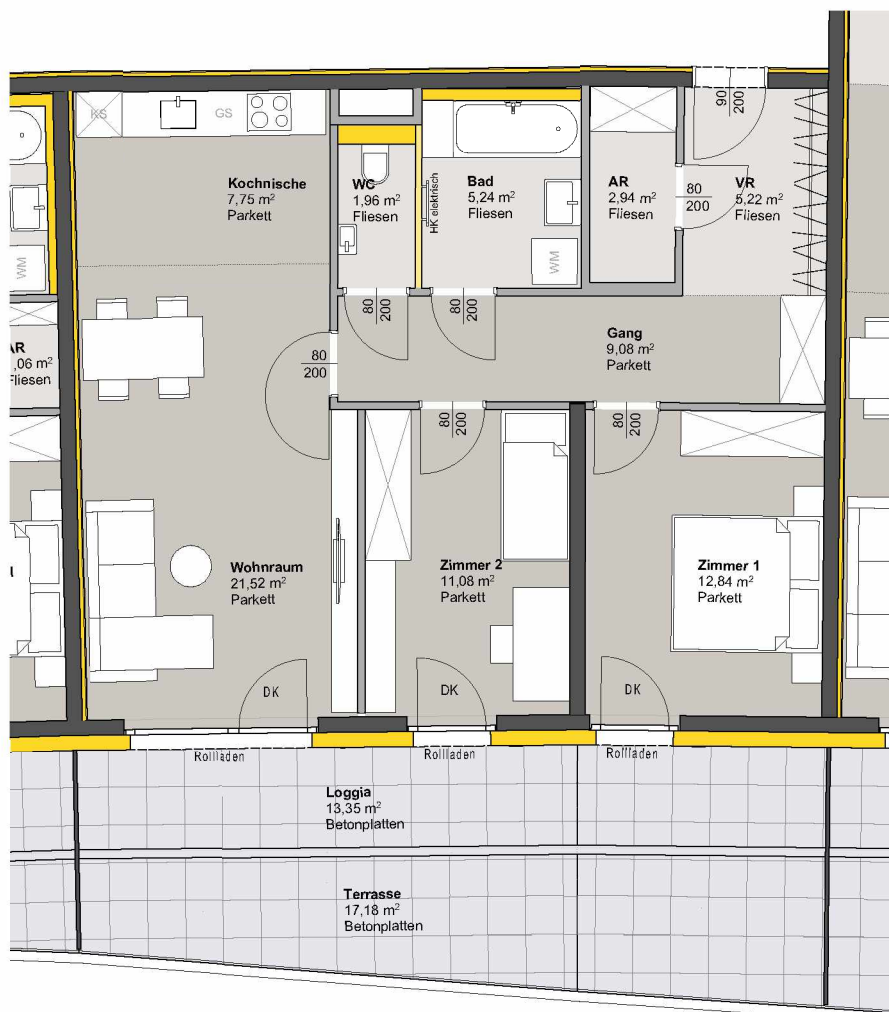 90
200
KS
GS
Kochnische
7,75 m²
Parkett
WC
1,96 m²
Fliesen
HK elektrisch
Bad
5,24 m²
Fliesen
WM
AR
2,94 m²
Fliesen
80
200
VR
5,22 m²
Fliesen
WM
80
200
80
200
80
200
Gang
9,08 m²
Parkett
AR
,06 m²
Fliesen
80
200
80
200
Wohnraum
21,52 m²
Parkett
Zimmer 2
11,08 m²
Parkett
Zimmer 1
12,84 m²
Parkett
DK
DK
DK
Rollladen
Rollladen
Rollladen
Loggia
13,35 m²
Betonplatten
Terrasse
17,18 m²
Betonplatten